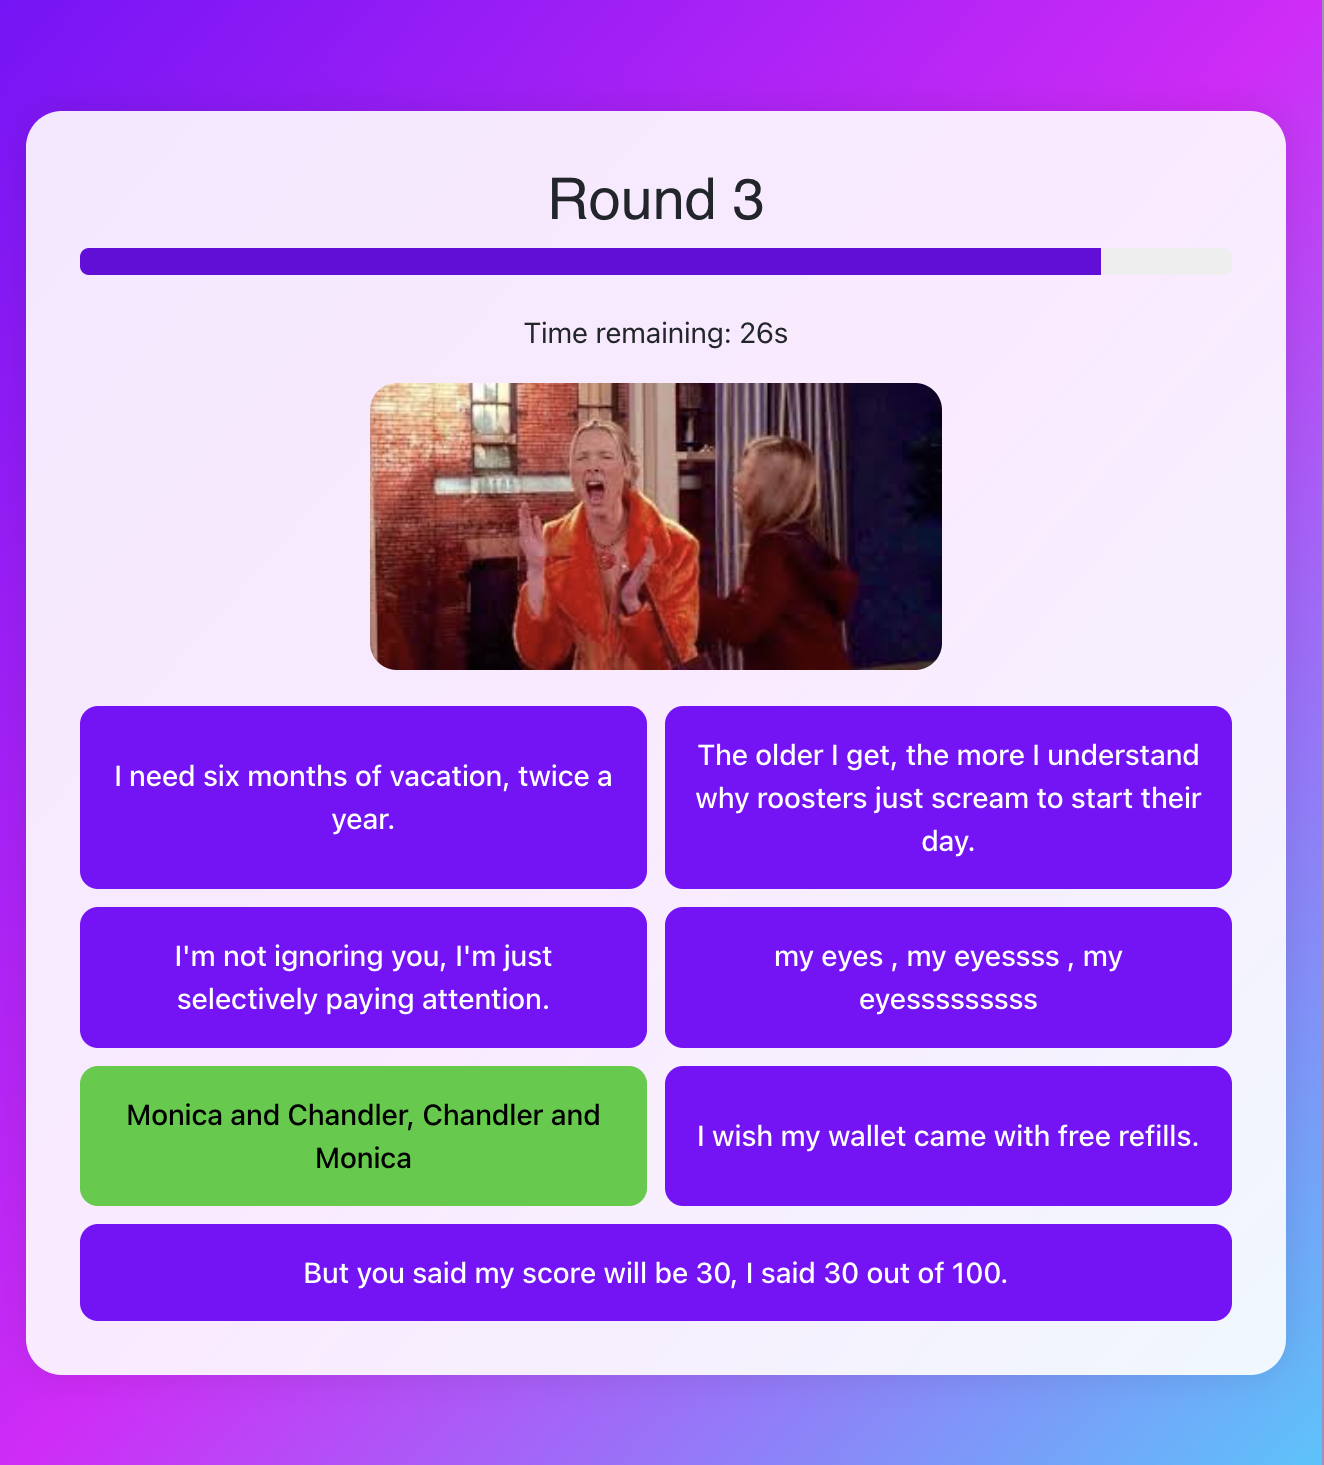 Round 3
Time remaining: 26s
I need six months of vacation, twice a
year.
The older I get, the more I understand
why roosters just scream to start their
day.
I'm not ignoring you, I'm just
selectively paying attention.
my eyes , my eyessss , my
eyesssssssss
Monica and Chandler, Chandler and
Monica
I wish my wallet came with free refills.
But you said my score will be 30, I said 30 out of 100.